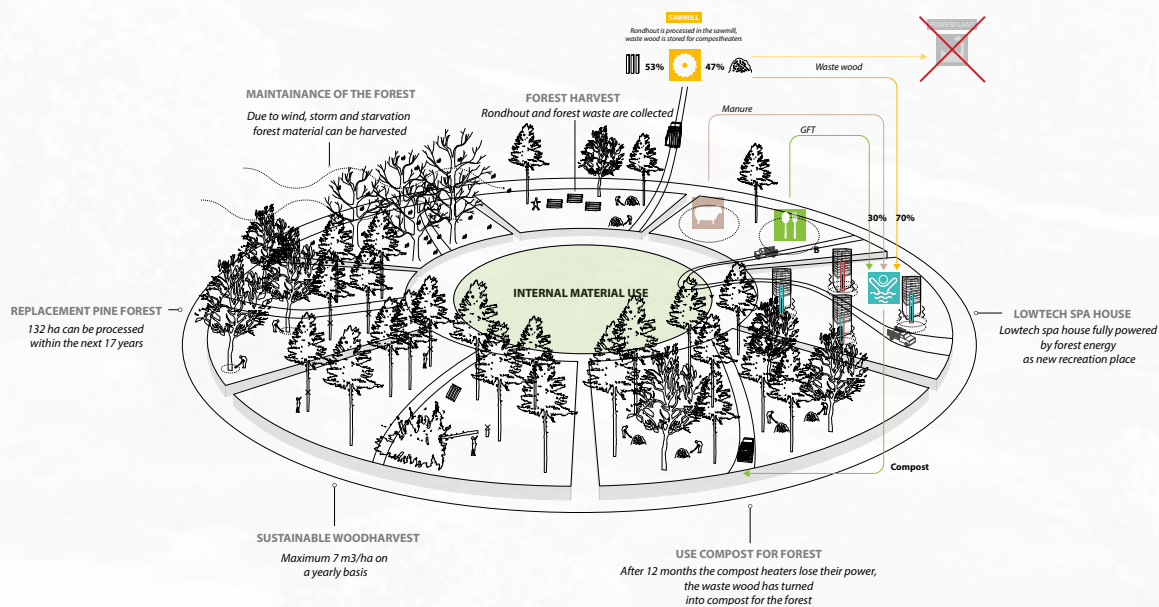 SAWMILL
Rondhout is processed in the sawmill,
waste wood is stored for compostheaters
POWERPLANT
53%
47%
Waste wood
MAINTAINANCE OF THE FOREST
Due to wind, storm and starvation
forest material can be harvested
FOREST HARVEST
Rondhout and forest waste are collected
Manure
GFT
30%
70%
B
INTERNAL MATERIAL USE
REPLACEMENT PINE FOREST
132 ha can be processed
within the next 17 years
LOWTECH SPA HOUSE
Lowtech spa house fully powered
by forest energy
as new recreation place
Compost
SUSTAINABLE WOODHARVEST
Maximum 7 m3/ha on
a yearly basis
USE COMPOST FOR FOREST
After 12 months the compost heaters lose their power,
the waste wood has turned
into compost for the forest